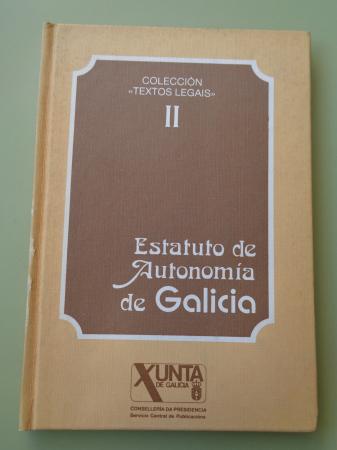 COLECCIÓN
«TEXTOS LEGAIS»
II
Estatuto de
Autonomía
de Galicia
XUNTA
DE GALICIA
CONSELLERÍA DA PRESIDENCIA
Servicio Central de Publicacións